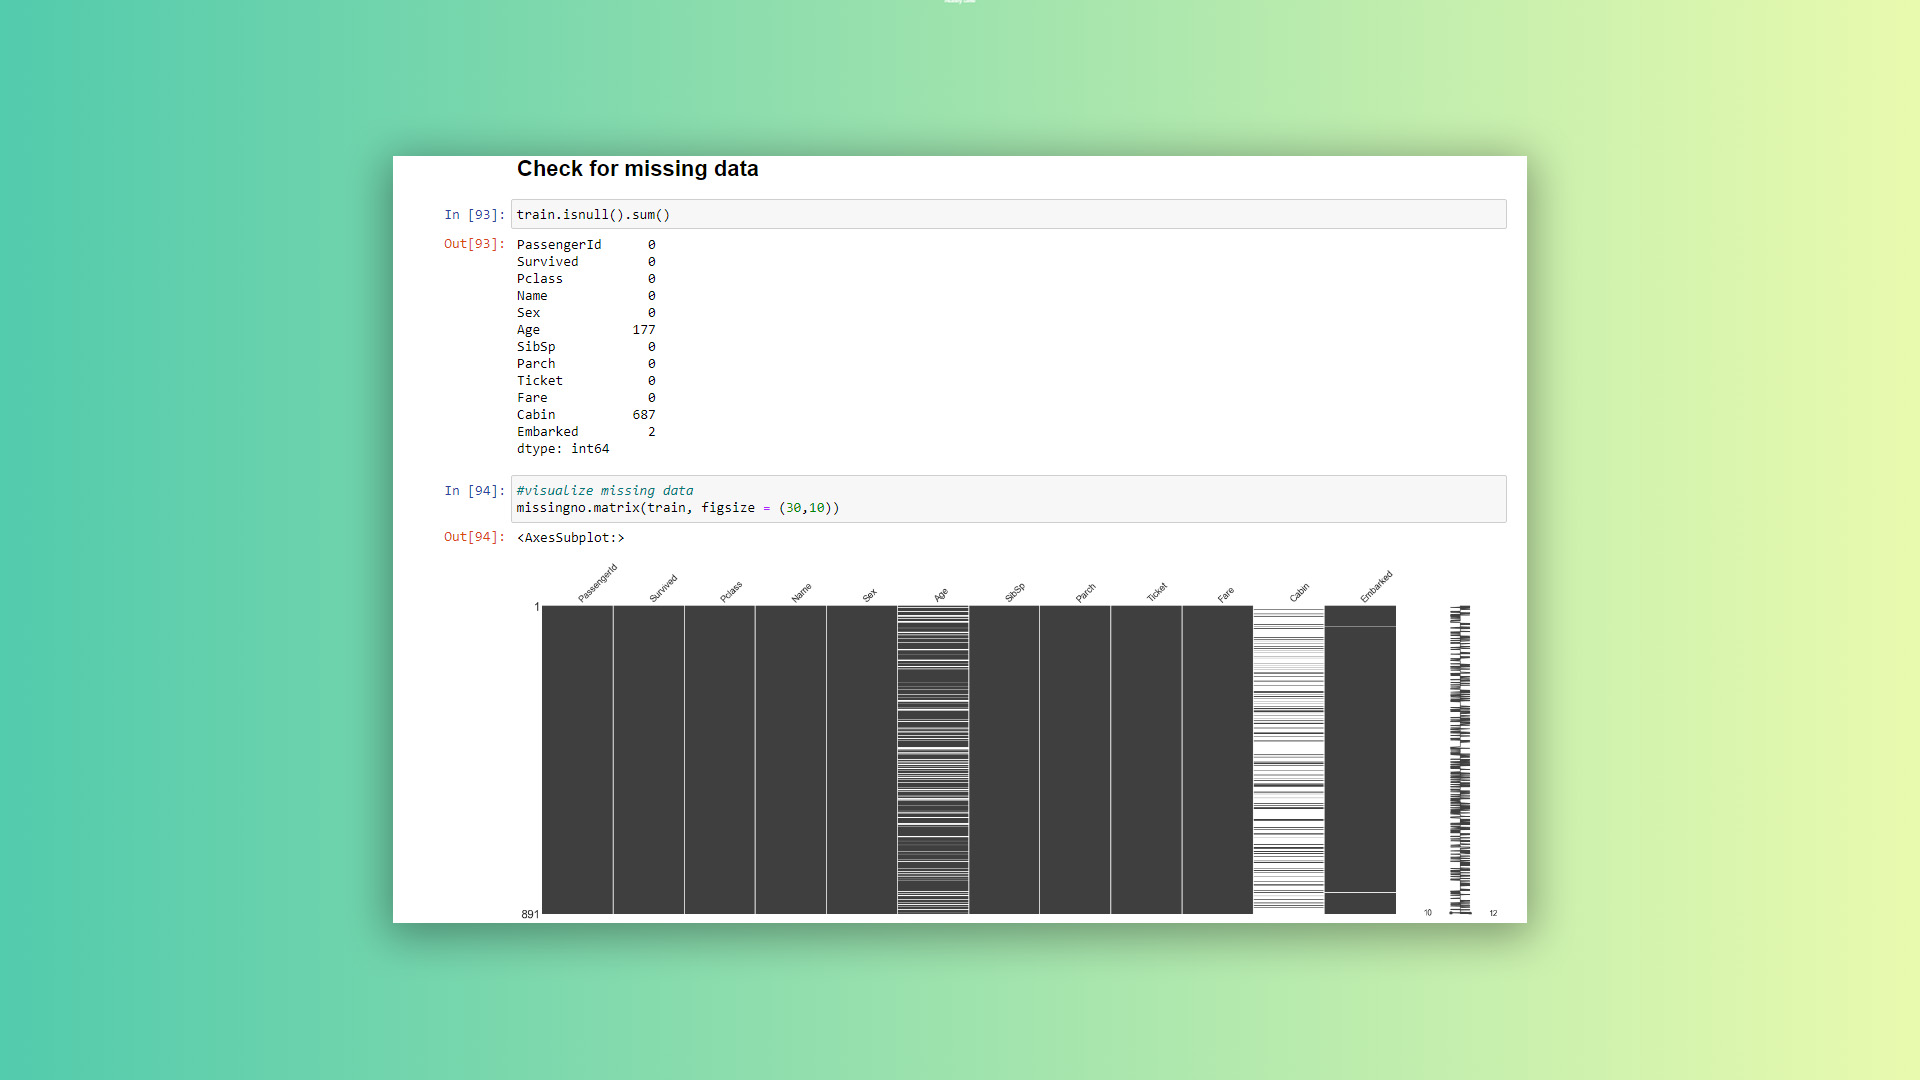 Check for missing data
In [93]: train.isnull().sum()
Out[93]: PassengerId 0
Survived 0
Pclass 0
Name 0
Sex 0
Age 177
SibSp 0
Parch 0
Ticket 0
Fare 0
Cabin 687
Embarked 2
dtype: int64
In [94]: #visualize missing data
missingno.matrix(train, figsize = (30,10))
Out[94]: <AxesSubplot:>
PassengerId Survived Pclass Name Sex Age SibSp Parch Ticket Fare Cabin Embarked
1
891 10 12